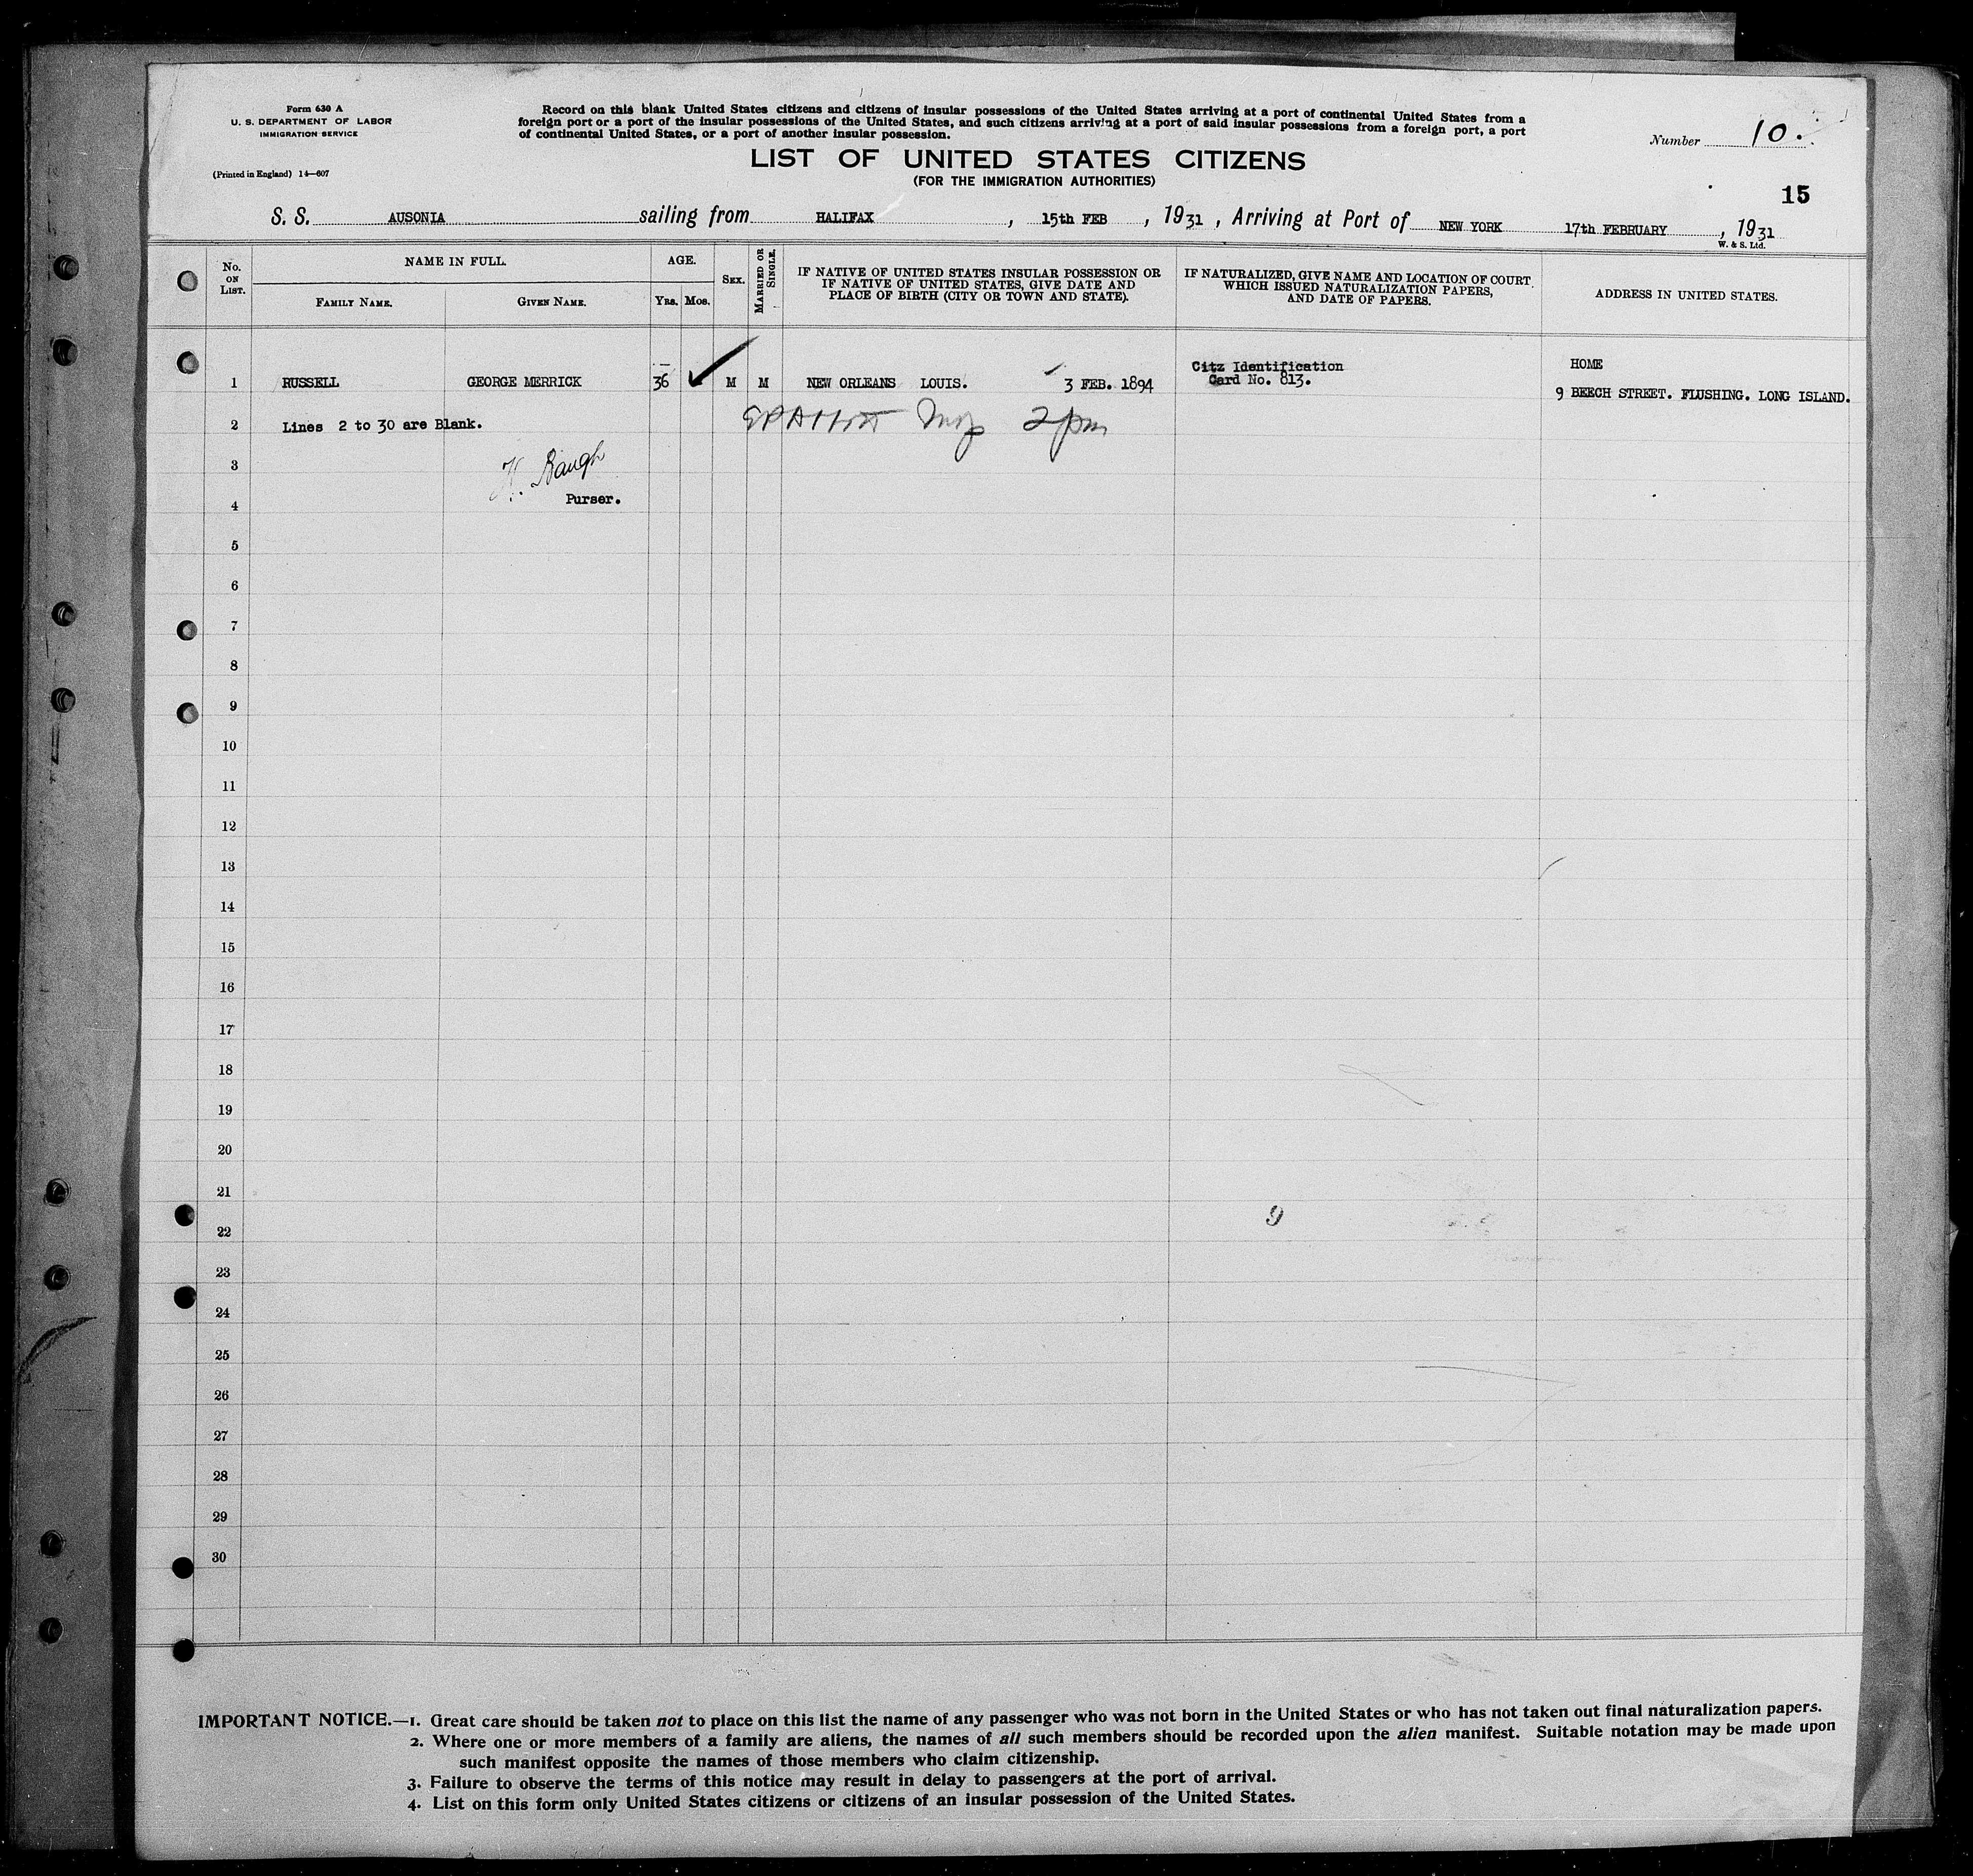 Form 630 A
U. S. DEPARTMENT OF LABOR
IMMIGRATION SERVICE
(Printed in England) 14—607
Record on this blank United States citizens and citizens of insular possessions of the United States arriving at a port of continental United States from a
foreign port or a port of the insular possessions of the United States, and such citizens arriving at a port of said insular possessions from a foreign port, a port
of continental United States, or a port of another insular possession.
Number 10.
LIST OF UNITED STATES CITIZENS
(FOR THE IMMIGRATION AUTHORITIES)
15
S. S. AUSONIA sailing from HALIFAX, 15th FEB, 1931, Arriving at Port of NEW YORK 17th FEBRUARY, 1931
W. & S. Ltd.
No. ON LIST.
NAME IN FULL.
FAMILY NAME.
GIVEN NAME.
AGE.
Yrs. Mos.
SEX.
MARRIED OR SINGLE.
IF NATIVE OF UNITED STATES INSULAR POSSESSION OR
IF NATIVE OF UNITED STATES, GIVE DATE AND
PLACE OF BIRTH (CITY OR TOWN AND STATE).
IF NATURALIZED, GIVE NAME AND LOCATION OF COURT
WHICH ISSUED NATURALIZATION PAPERS,
AND DATE OF PAPERS.
ADDRESS IN UNITED STATES.
1 RUSSELL GEORGE MERRICK 36 M M NEW ORLEANS LOUIS. 3 FEB. 1894 Citz Identification Card No. 813. HOME 9 BEECH STREET. FLUSHING. LONG ISLAND.
2 Lines 2 to 30 are Blank. 2 pm
3 H. Baugh
4 Purser.
5
6
7
8
9
10
11
12
13
14
15
16
17
18
19
20
21
22 9
23
24
25
26
27
28
29
30
IMPORTANT NOTICE.—1. Great care should be taken not to place on this list the name of any passenger who was not born in the United States or who has not taken out final naturalization papers.
2. Where one or more members of a family are aliens, the names of all such members should be recorded upon the alien manifest. Suitable notation may be made upon
such manifest opposite the names of those members who claim citizenship.
3. Failure to observe the terms of this notice may result in delay to passengers at the port of arrival.
4. List on this form only United States citizens or citizens of an insular possession of the United States.